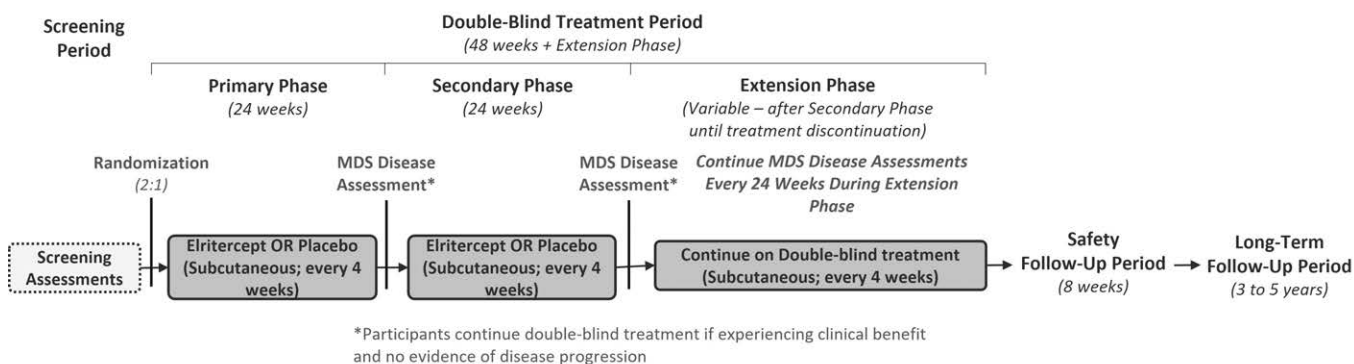 Screening
Period
Double-Blind Treatment Period
(48 weeks + Extension Phase)
Primary Phase
(24 weeks)
Secondary Phase
(24 weeks)
Extension Phase
(Variable – after Secondary Phase
until treatment discontinuation)
Randomization
(2:1)
MDS Disease
Assessment*
MDS Disease
Assessment*
Continue MDS Disease Assessments
Every 24 Weeks During Extension
Phase
Screening
Assessments
Elritercept OR Placebo
(Subcutaneous; every 4
weeks)
Elritercept OR Placebo
(Subcutaneous; every 4
weeks)
Continue on Double-blind treatment
(Subcutaneous; every 4 weeks)
Safety
Follow-Up Period
(8 weeks)
Long-Term
Follow-Up Period
(3 to 5 years)
*Participants continue double-blind treatment if experiencing clinical benefit
and no evidence of disease progression